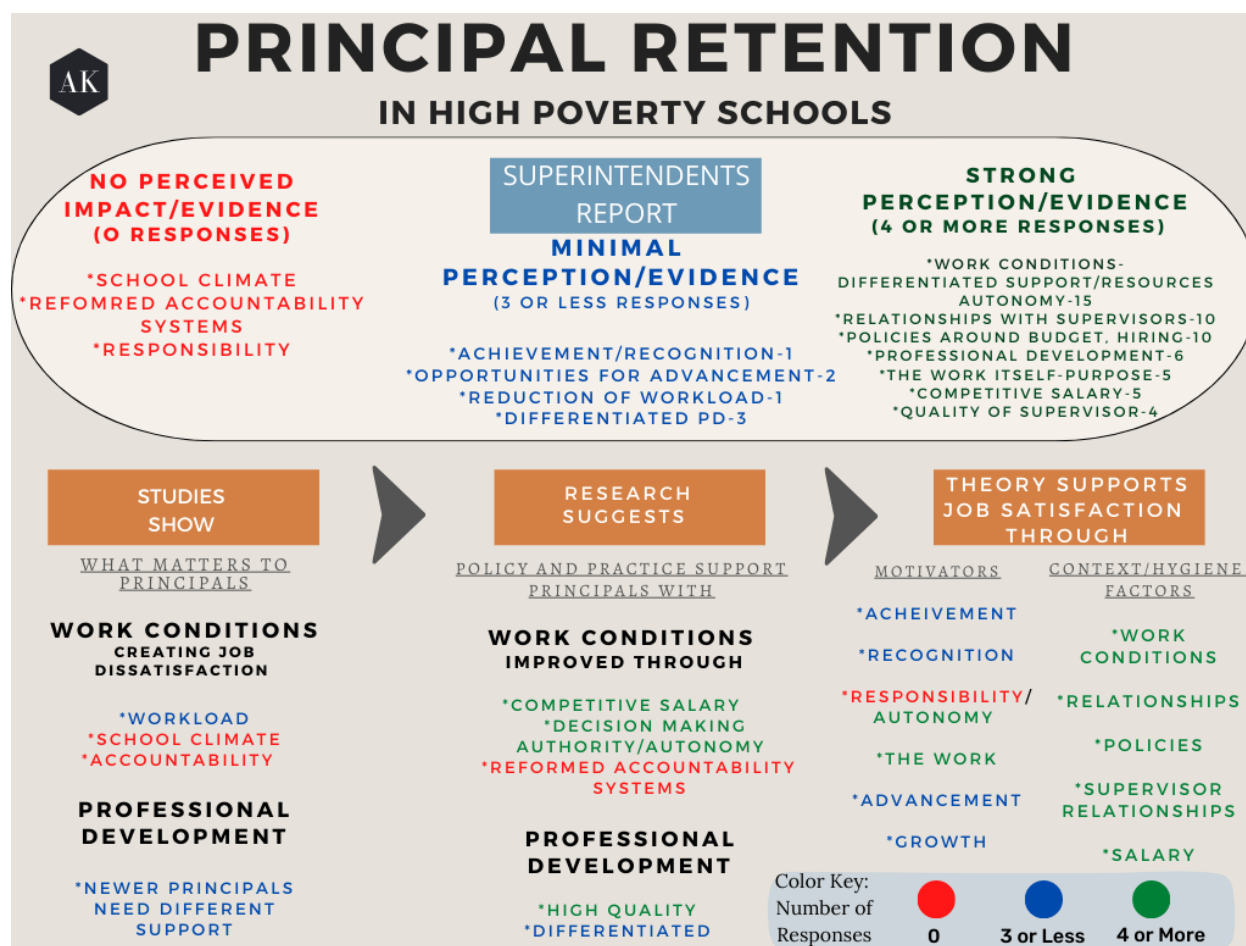 PRINCIPAL RETENTION
AK
IN HIGH POVERTY SCHOOLS
NO PERCEIVED
IMPACT/EVIDENCE
(O RESPONSES)
*SCHOOL CLIMATE
*REFOMRED ACCOUNTABILITY
SYSTEMS
*RESPONSIBILITY
SUPERINTENDENTS
REPORT
MINIMAL
PERCEPTION/EVIDENCE
(3 OR LESS RESPONSES)
*ACHIEVEMENT/RECOGNITION-1
*OPPORTUNITIES FOR ADVANCEMENT-2
*REDUCTION OF WORKLOAD-1
*DIFFERENTIATED PD-3
STRONG
PERCEPTION/EVIDENCE
(4 OR MORE RESPONSES)
*WORK CONDITIONS-
DIFFERENTIATED SUPPORT/RESOURCES
AUTONOMY-15
*RELATIONSHIPS WITH SUPERVISORS-10
*POLICIES AROUND BUDGET, HIRING-10
*PROFESSIONAL DEVELOPMENT-6
*THE WORK ITSELF-PURPOSE-5
*COMPETITIVE SALARY-5
*QUALITY OF SUPERVISOR-4
STUDIES
SHOW
WHAT MATTERS TO
PRINCIPALS
WORK CONDITIONS
CREATING JOB
DISSATISFACTION
*WORKLOAD
*SCHOOL CLIMATE
*ACCOUNTABILITY
PROFESSIONAL
DEVELOPMENT
*NEWER PRINCIPALS
NEED DIFFERENT
SUPPORT
RESEARCH
SUGGESTS
POLICY AND PRACTICE SUPPORT
PRINCIPALS WITH
WORK CONDITIONS
IMPROVED THROUGH
*COMPETITIVE SALARY
*DECISION MAKING
AUTHORITY/AUTONOMY
*REFORMED ACCOUNTABILITY
SYSTEMS
PROFESSIONAL
DEVELOPMENT
*HIGH QUALITY
*DIFFERENTIATED
THEORY SUPPORTS
JOB SATISFACTION
THROUGH
MOTIVATORS
*ACHEIVEMENT
*RECOGNITION
*RESPONSIBILITY/
AUTONOMY
*THE WORK
*ADVANCEMENT
*GROWTH
CONTEXT/HYGIENE
FACTORS
*WORK
CONDITIONS
*RELATIONSHIPS
*POLICIES
*SUPERVISOR
RELATIONSHIPS
*SALARY
Color Key:
Number of
Responses
0
3 or Less
4 or More